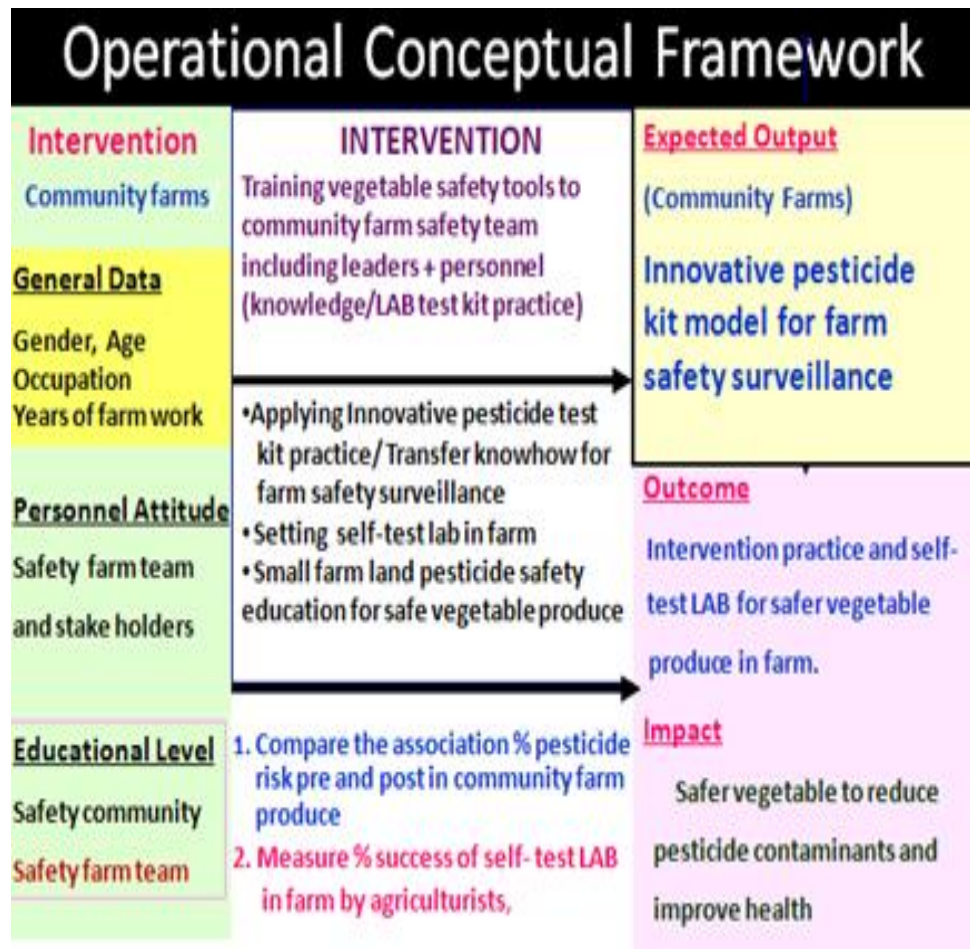 Operational Conceptual Framework
Intervention
Community farms
General Data
Gender, Age
Occupation
Years of farm work
Personnel Attitude
Safety farm team
and stake holders
Educational Level
Safety community
Safety farm team
INTERVENTION
Training vegetable safety tools to
community farm safety team
including leaders + personnel
(knowledge/LAB test kit practice)
•Applying Innovative pesticide test
kit practice/ Transfer knowhow for
farm safety surveillance
•Setting self-test lab in farm
•Small farm land pesticide safety
education for safe vegetable produce
1. Compare the association % pesticide
risk pre and post in community farm
produce
2. Measure % success of self- test LAB
in farm by agriculturists,
Expected Output
(Community Farms)
Innovative pesticide
kit model for farm
safety surveillance
Outcome
Intervention practice and self-
test LAB for safer vegetable
produce in farm.
Impact
Safer vegetable to reduce
pesticide contaminants and
improve health